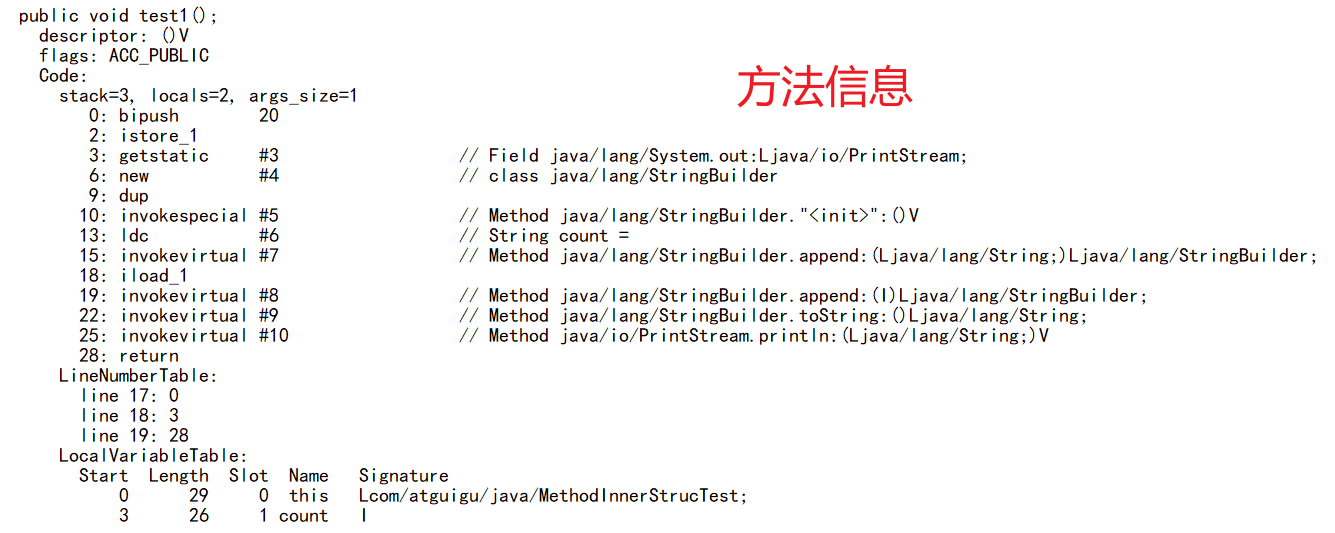 public void test1();
descriptor: ()V
flags: ACC_PUBLIC
Code:
stack=3, locals=2, args_size=1
0: bipush 20
2: istore_1
3: getstatic #3 // Field java/lang/System.out:Ljava/io/PrintStream;
6: new #4 // class java/lang/StringBuilder
9: dup
10: invokespecial #5 // Method java/lang/StringBuilder."<init>":()V
13: ldc #6 // String count =
15: invokevirtual #7 // Method java/lang/StringBuilder.append:(Ljava/lang/String;)Ljava/lang/StringBuilder;
18: iload_1
19: invokevirtual #8 // Method java/lang/StringBuilder.append:(I)Ljava/lang/StringBuilder;
22: invokevirtual #9 // Method java/lang/StringBuilder.toString:()Ljava/lang/String;
25: invokevirtual #10 // Method java/io/PrintStream.println:(Ljava/lang/String;)V
28: return
LineNumberTable:
line 17: 0
line 18: 3
line 19: 28
LocalVariableTable:
Start Length Slot Name Signature
0 29 0 this Lcom/atguigu/java/MethodInnerStrucTest;
3 26 1 count I
方法信息